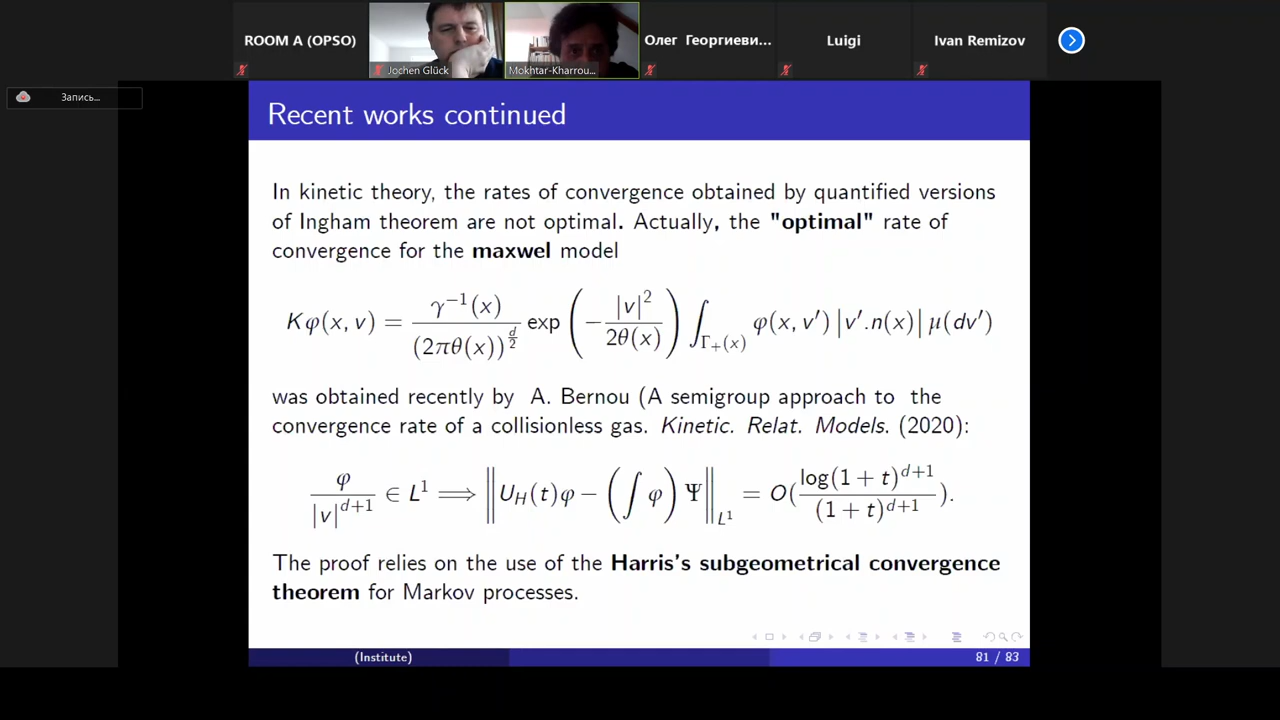 ROOM A (OPSO)
Jochen Glück
Mokhtar-Kharrou...
Олег Георгиеви...
Luigi
Ivan Remizov
Запись...
Recent works continued
In kinetic theory, the rates of convergence obtained by quantified versions
of Ingham theorem are not optimal. Actually, the "optimal" rate of
convergence for the maxwel model
Kφ(x, v) = γ⁻¹(x) / (2πθ(x))^(d/2) exp(−|v|² / 2θ(x)) ∫_{Γ₊(x)} φ(x, v′) |v′.n(x)| μ(dv′)
was obtained recently by A. Bernou (A semigroup approach to the
convergence rate of a collisionless gas. Kinetic. Relat. Models. (2020):
φ / |v|^(d+1) ∈ L¹ ⟹ ‖U_H(t)φ − (∫ φ) Ψ‖_{L¹} = O(log(1 + t)^(d+1) / (1 + t)^(d+1)).
The proof relies on the use of the Harris's subgeometrical convergence
theorem for Markov processes.
(Institute)
81 / 83